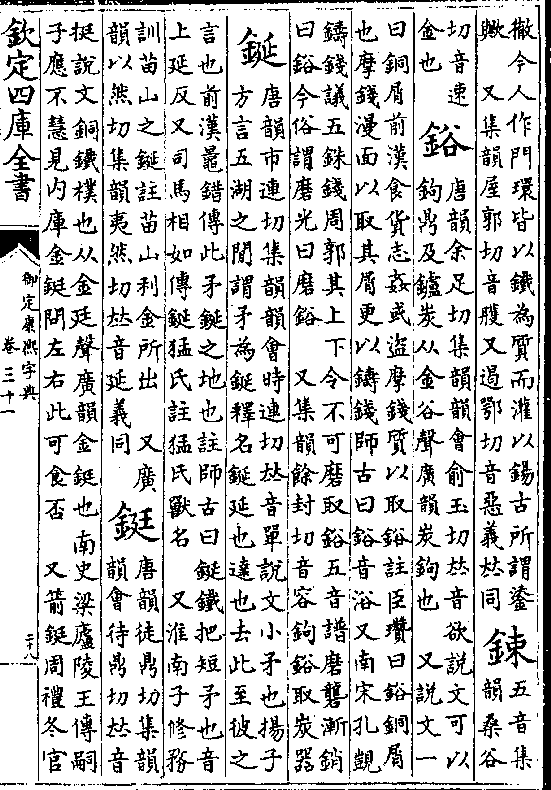 撒今人作門環皆以鐵為質而灌以錫古所謂鋈　鋉　五音集韻桑谷
切音速　𨦣又集韻屋郭切音雘又遏鄂切音惡義𠀤同
金也　鋊　唐韻余足切集韻韻會俞玉切𠀤音欲說文可以鉤鼎及鑪炭从金谷聲廣韻炭鉤也　又說文一
曰銅屑前漢食貨志姦或盜摩錢質以取鋊註臣瓚曰鋊銅屑
也摩錢漫面以取其屑更以鑄錢師古曰鋊音浴又南宋孔覬
鑄錢議五銖錢周郭其上下令不可磨取鋊五音譜磨礱漸銷
曰鋊今俗謂磨光曰磨鋊　又集韻餘封切音容鉤鋊取炭器
鋋　唐韻市連切集韻韻會時連切𠀤音單說文小矛也揚子方言五湖之閒謂矛為鋋釋名鋋延也達也去此至彼之
言也前漢鼂錯傳此矛鋋之地也註師古曰鋋鐵把短矛也音
上延反又司馬相如傳鋋猛氏註猛氏獸名　又淮南子修務
訓苗山之鋋註苗山利金所出　又廣韻以然切集韻夷然切𠀤音延義同　鋌　唐韻徒鼎切集韻韻會待鼎切𠀤音
挺說文銅鐵樸也从金廷聲廣韻金鋌也南史梁廬陵王傳嗣
子應不慧見内庫金鋌問左右此可食否　又箭鋌周禮冬官
欽定四庫全書
御定康熙字典
卷三十一
二十八